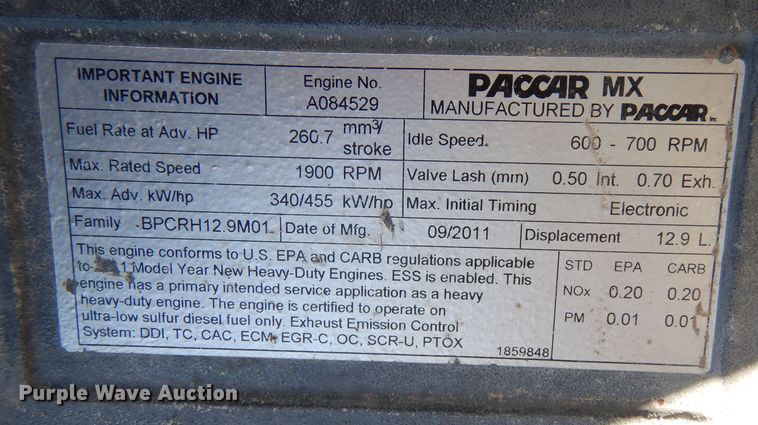 IMPORTANT ENGINE INFORMATION
Engine No. A084529
PACCAR MX
MANUFACTURED BY PACCAR Inc
Fuel Rate at Adv. HP 260.7 mm3/stroke
Idle Speed. 600 - 700 RPM
Max. Rated Speed 1900 RPM
Valve Lash (mm) 0.50 Int. 0.70 Exh.
Max. Adv. kW/hp 340/455 kW/hp
Max. Initial Timing Electronic
Family BPCRH12.9M01 Date of Mfg. 09/2011 Displacement 12.9 L.
This engine conforms to U.S. EPA and CARB regulations applicable
to Model Year New Heavy-Duty Engines. ESS is enabled. This
engine has a primary intended service application as a heavy
heavy-duty engine. The engine is certified to operate on
ultra-low sulfur diesel fuel only. Exhaust Emission Control
System: DDI, TC, CAC, ECM, EGR-C, OC, SCR-U, PTOX
1859848
STD EPA CARB
NOx 0.20 0.20
PM 0.01 0.01
Purple Wave Auction